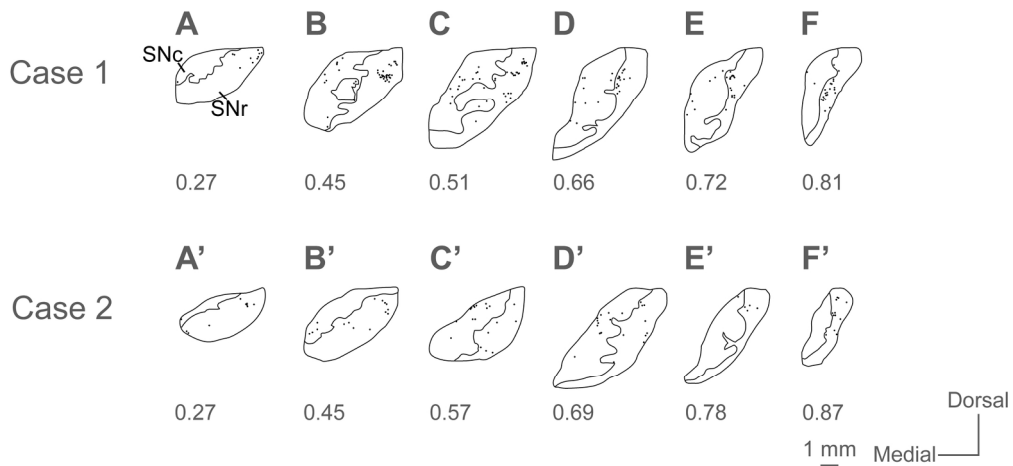 A B C D E F
Case 1
SNc
SNr
0.27 0.45 0.51 0.66 0.72 0.81
A’ B’ C’ D’ E’ F’
Case 2
0.27 0.45 0.57 0.69 0.78 0.87
Dorsal
1 mm Medial